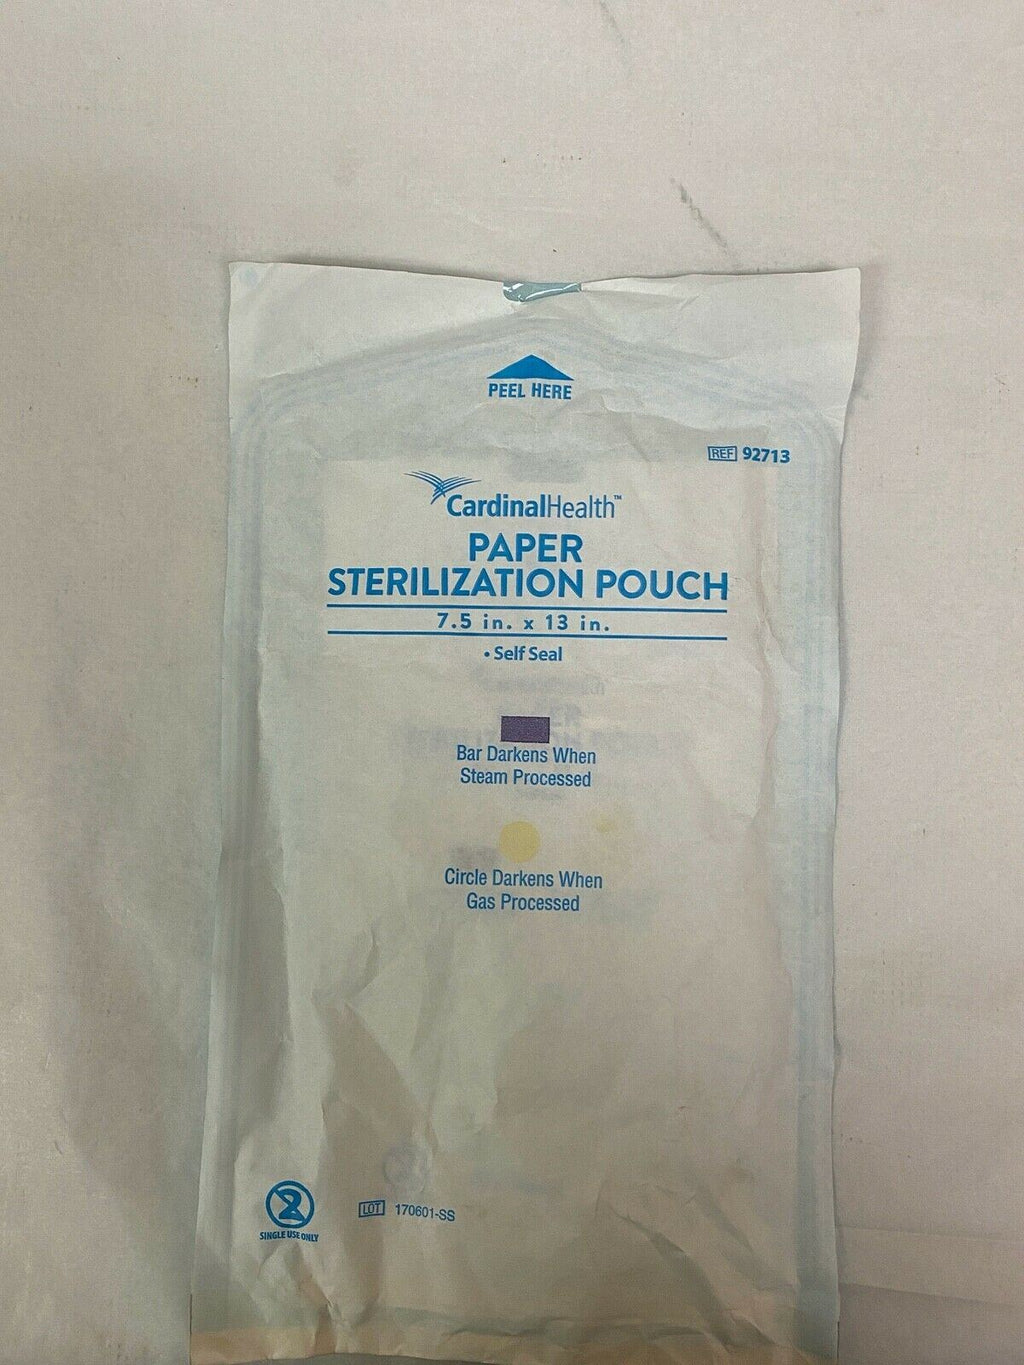 PEEL HERE
REF 92713
CardinalHealth™
PAPER
STERILIZATION POUCH
7.5 in. x 13 in.
• Self Seal
Bar Darkens When
Steam Processed
Circle Darkens When
Gas Processed
2
SINGLE USE ONLY
LOT 170601-SS